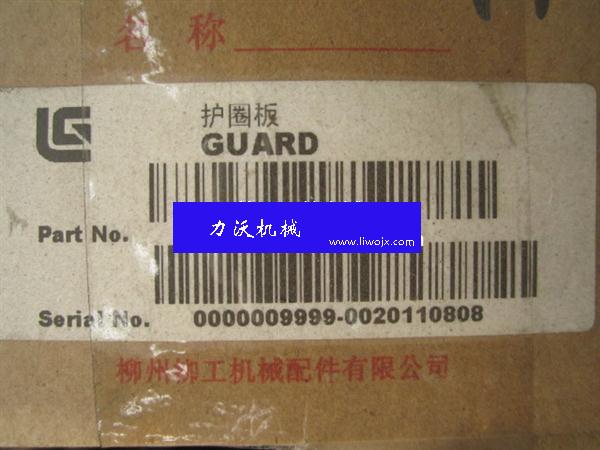 名 称
护圈板
GUARD
Part No.
力沃机械
www.liwojx.com
Serial No. 0000009999-0020110808
柳州柳工机械配件有限公司